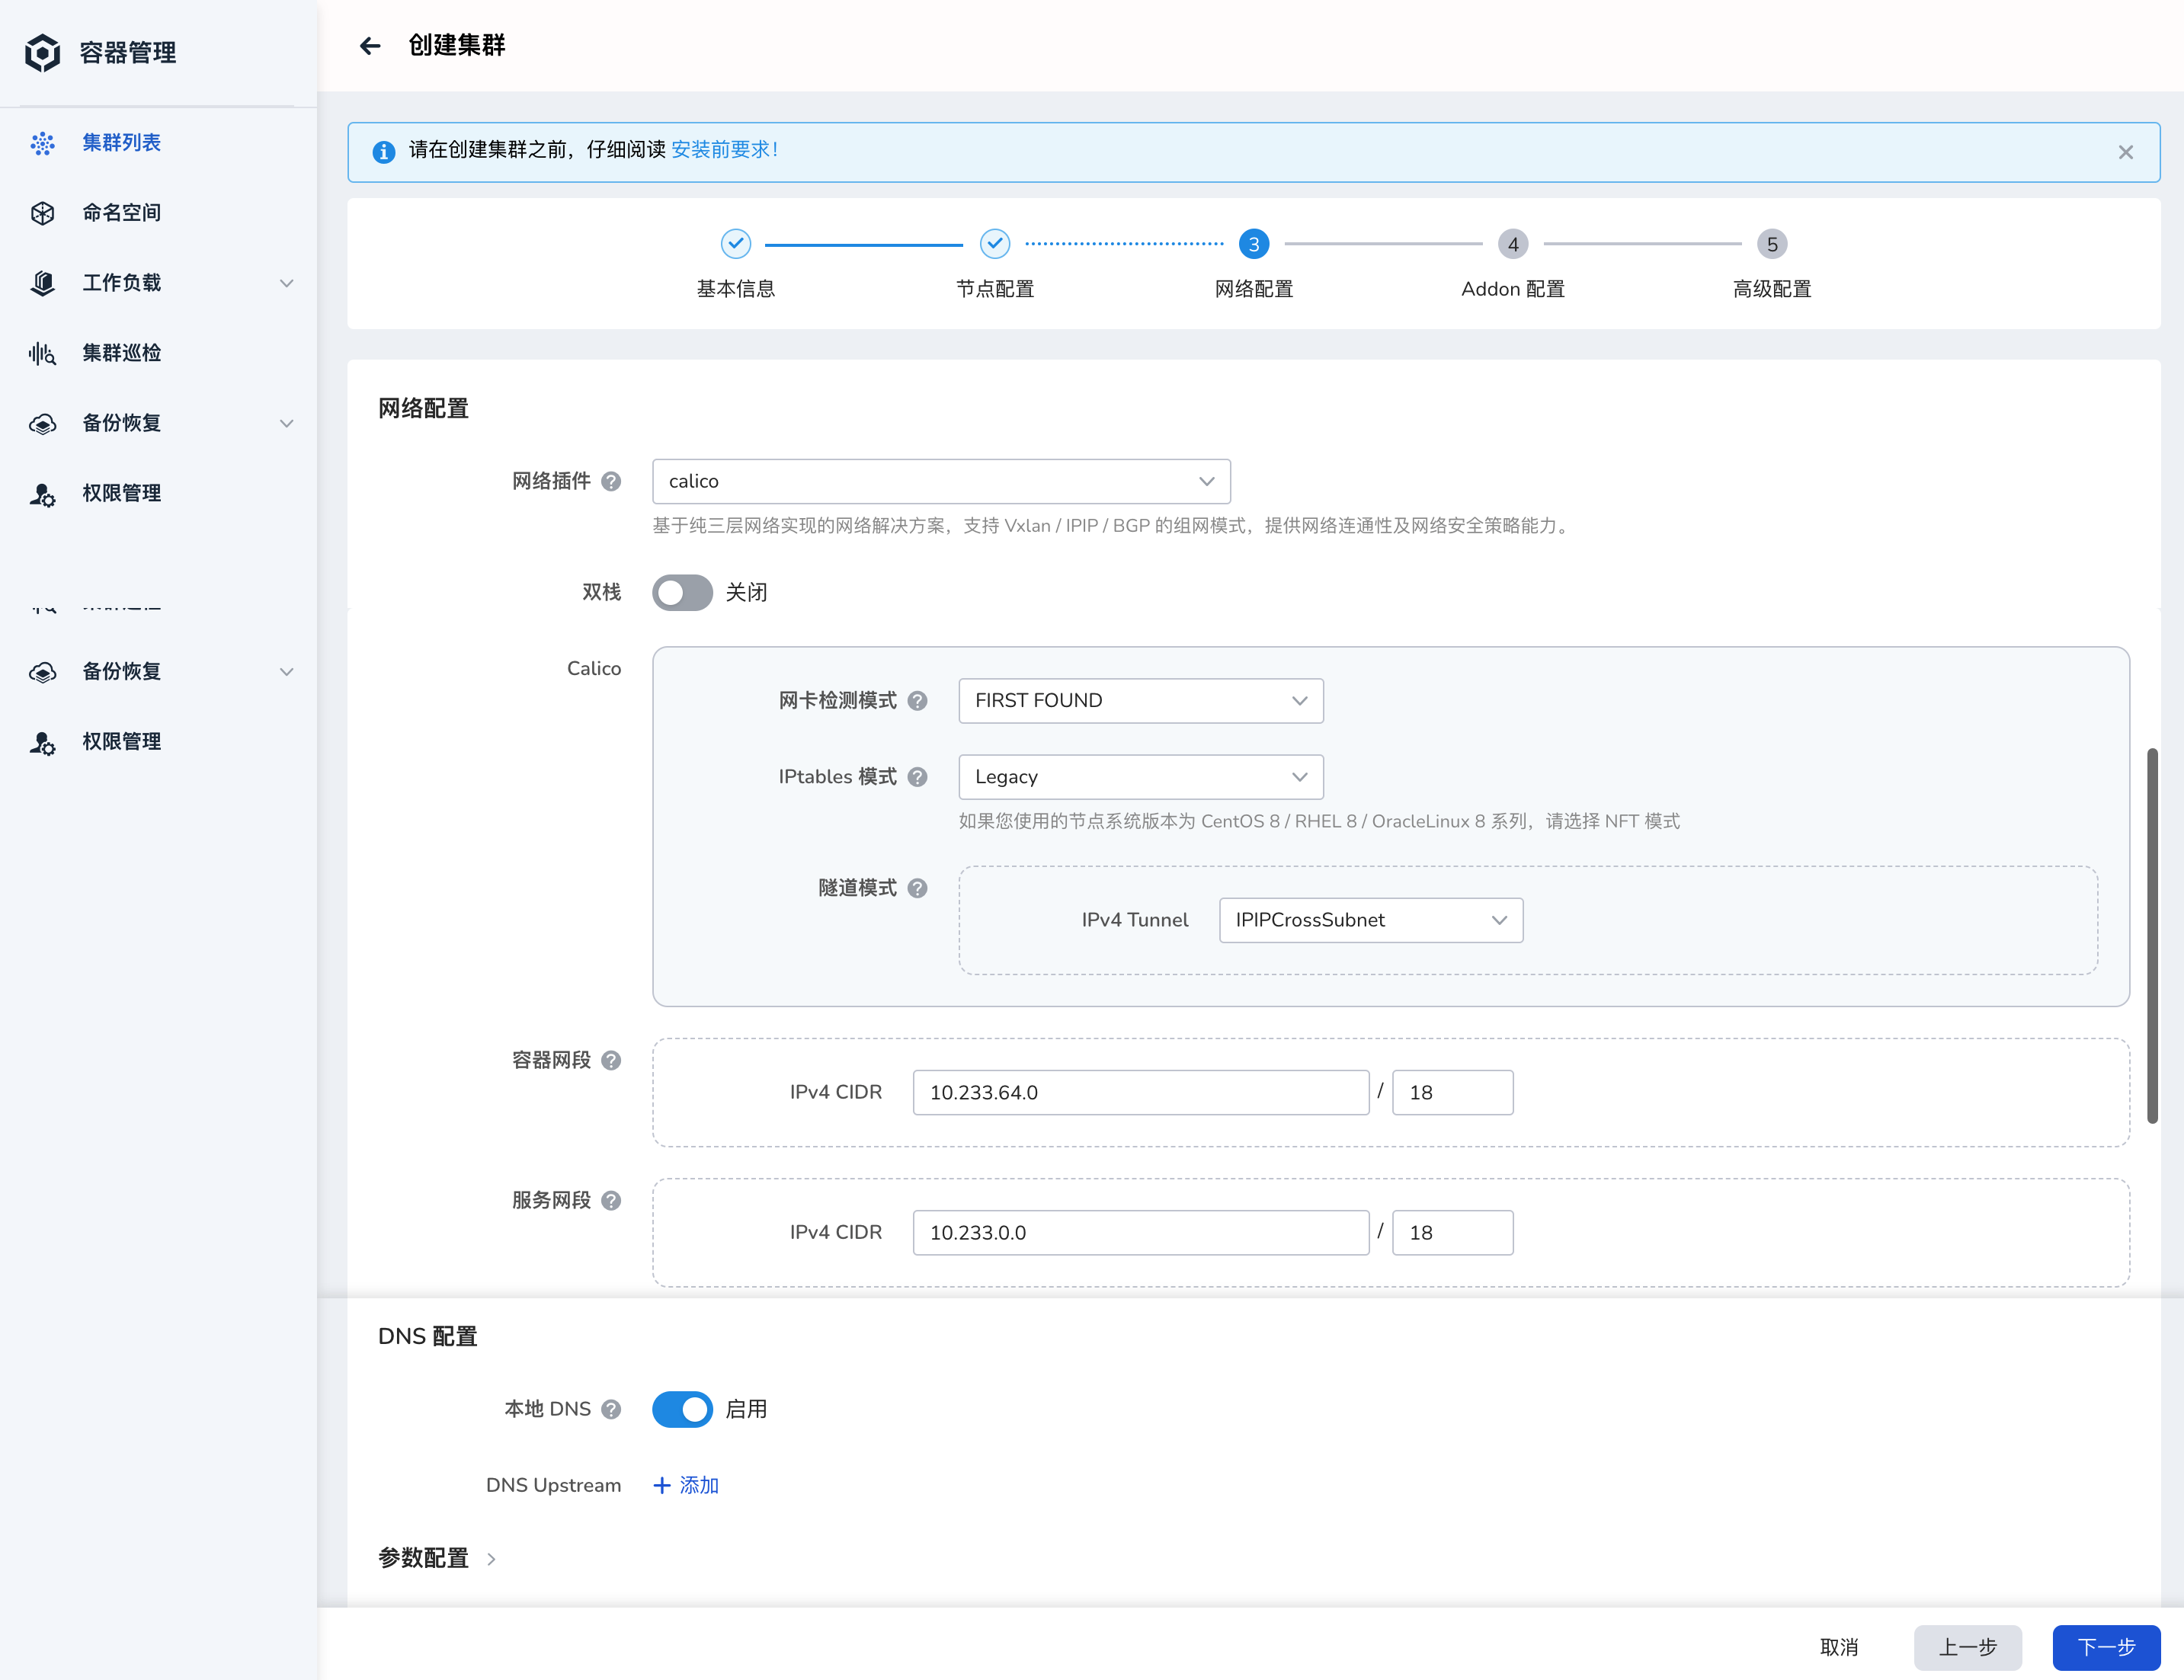 容器管理
集群列表
命名空间
工作负载
集群巡检
备份恢复
权限管理
备份恢复
权限管理
创建集群
请在创建集群之前，仔细阅读 安装前要求！
基本信息
节点配置
3
网络配置
4
Addon 配置
5
高级配置
网络配置
网络插件
calico
基于纯三层网络实现的网络解决方案，支持 Vxlan / IPIP / BGP 的组网模式，提供网络连通性及网络安全策略能力。
双栈
关闭
Calico
网卡检测模式
FIRST FOUND
IPtables 模式
Legacy
如果您使用的节点系统版本为 CentOS 8 / RHEL 8 / OracleLinux 8 系列，请选择 NFT 模式
隧道模式
IPv4 Tunnel
IPIPCrossSubnet
容器网段
IPv4 CIDR
10.233.64.0 / 18
服务网段
IPv4 CIDR
10.233.0.0 / 18
DNS 配置
本地 DNS
启用
DNS Upstream
+ 添加
参数配置
取消
上一步
下一步